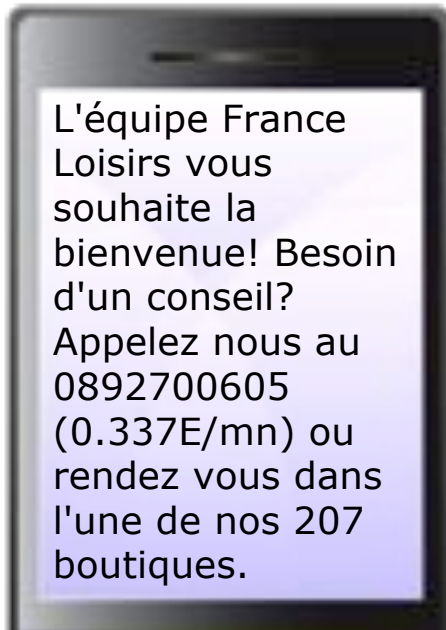 L'équipe France
Loisirs vous
souhaite la
bienvenue! Besoin
d'un conseil?
Appelez nous au
0892700605
(0.337E/mn) ou
rendez vous dans
l'une de nos 207
boutiques.